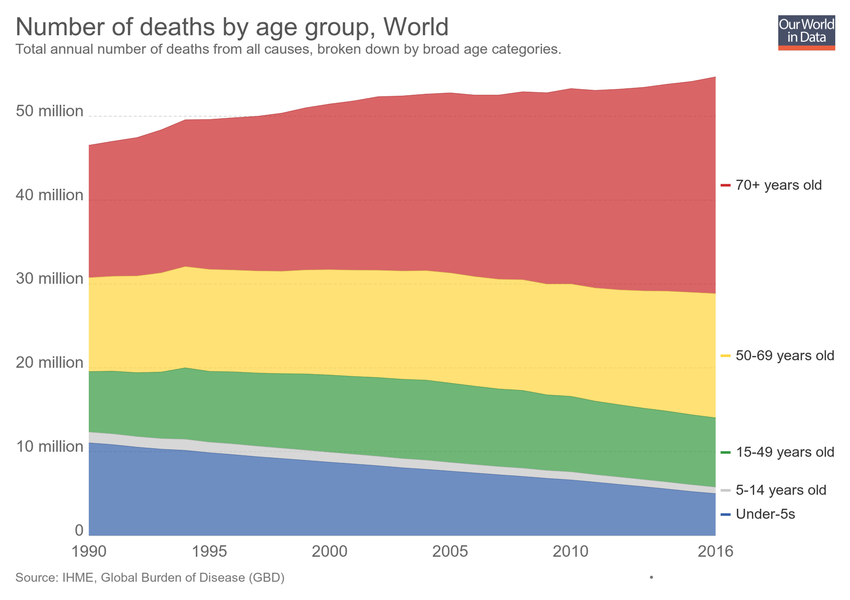 Number of deaths by age group, World
Total annual number of deaths from all causes, broken down by broad age categories.
Our World
in Data
50 million
40 million
30 million
20 million
10 million
0
70+ years old
50-69 years old
15-49 years old
5-14 years old
Under-5s
1990
1995
2000
2005
2010
2016
Source: IHME, Global Burden of Disease (GBD)